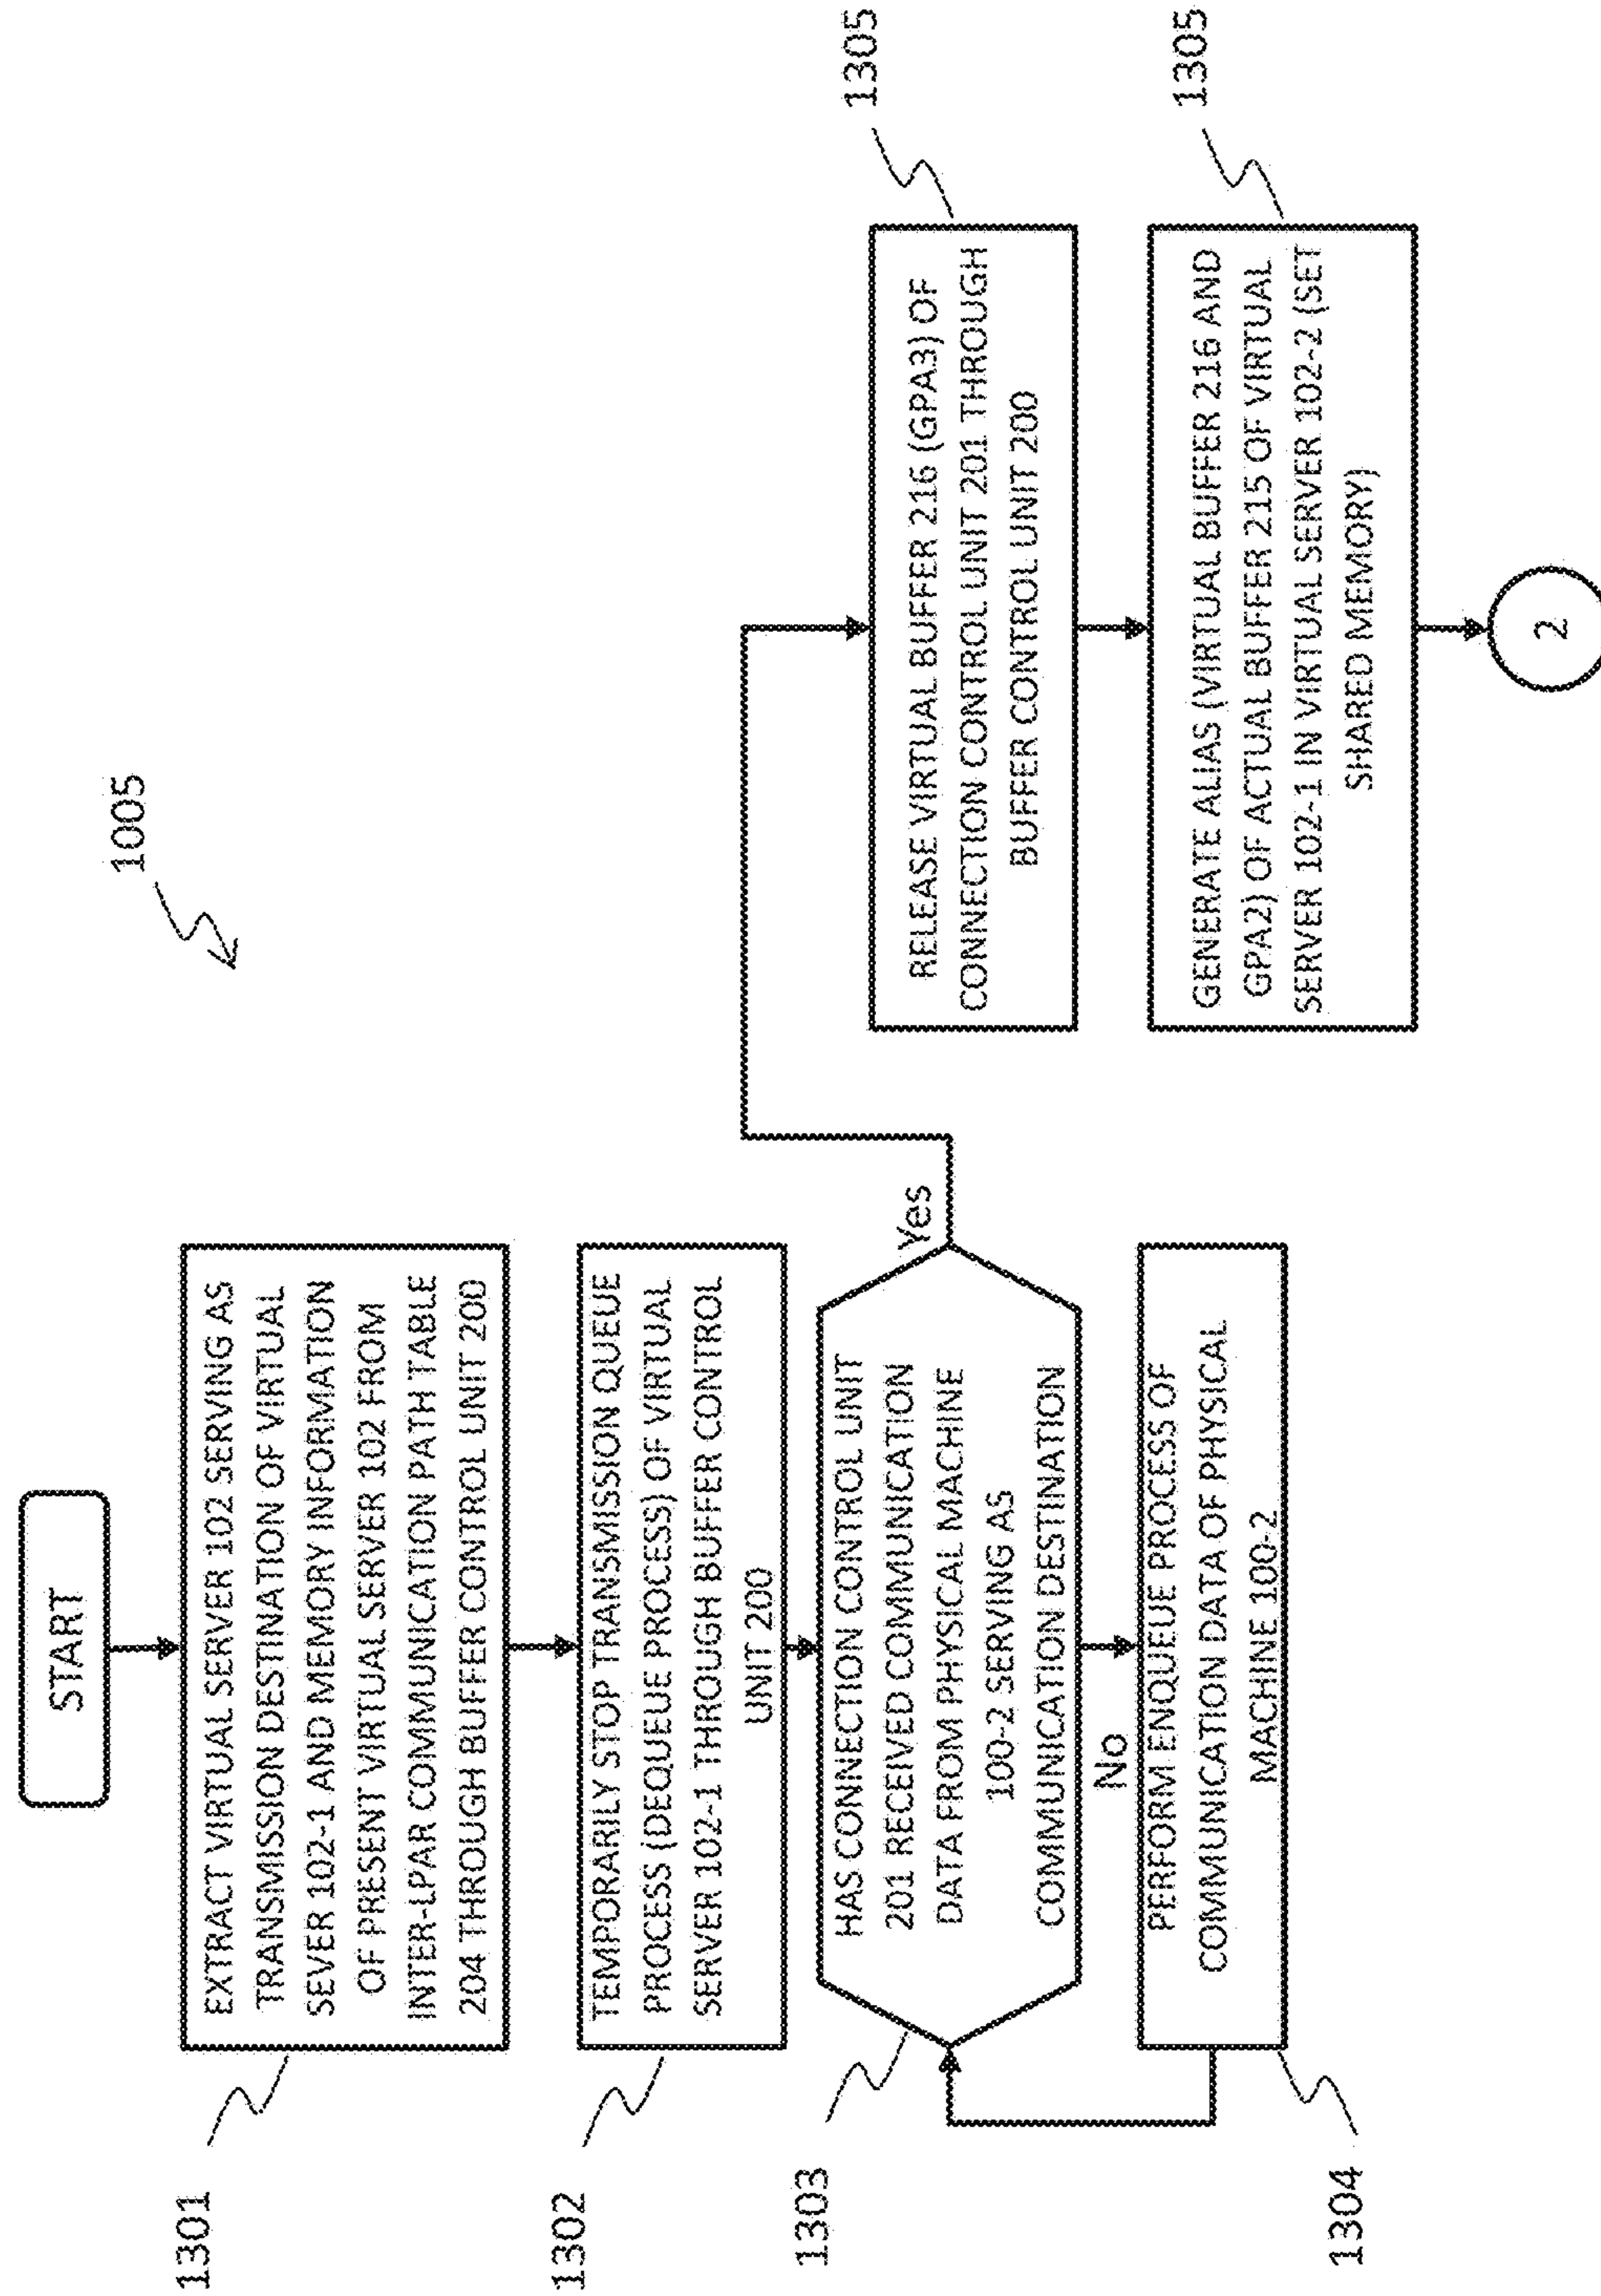 1005
START
1301
EXTRACT VIRTUAL SERVER 102 SERVING AS
TRANSMISSION DESTINATION OF VIRTUAL
SEVER 102-1 AND MEMORY INFORMATION
OF PRESENT VIRTUAL SERVER 102 FROM
INTER-LPAR COMMUNICATION PATH TABLE
204 THROUGH BUFFER CONTROL UNIT 200
1302
TEMPORARILY STOP TRANSMISSION QUEUE
PROCESS (DEQUEUE PROCESS) OF VIRTUAL
SERVER 102-1 THROUGH BUFFER CONTROL
UNIT 200
1303
HAS CONNECTION CONTROL UNIT
201 RECEIVED COMMUNICATION
DATA FROM PHYSICAL MACHINE
100-2 SERVING AS
COMMUNICATION DESTINATION
Yes
No
1304
PERFORM ENQUEUE PROCESS OF
COMMUNICATION DATA OF PHYSICAL
MACHINE 100-2
1305
RELEASE VIRTUAL BUFFER 216 (GPA3) OF
CONNECTION CONTROL UNIT 201 THROUGH
BUFFER CONTROL UNIT 200
1305
GENERATE ALIAS (VIRTUAL BUFFER 216 AND
GPA2) OF ACTUAL BUFFER 215 OF VIRTUAL
SERVER 102-1 IN VIRTUAL SERVER 102-2 (SET
SHARED MEMORY)
2